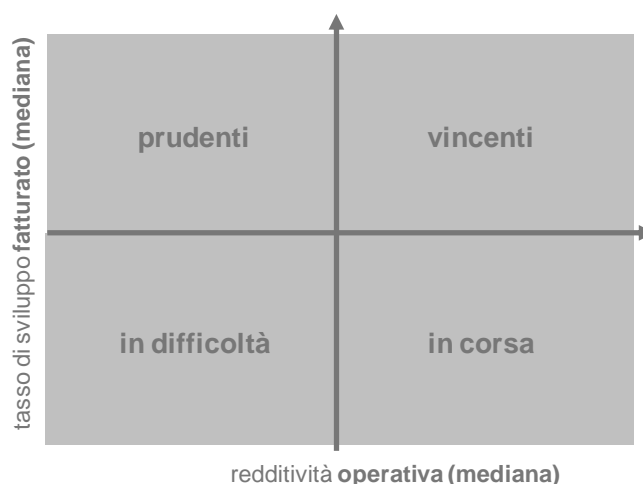 tasso di sviluppo fatturato (mediana)
prudenti
vincenti
in difficoltà
in corsa
redditività operativa (mediana)